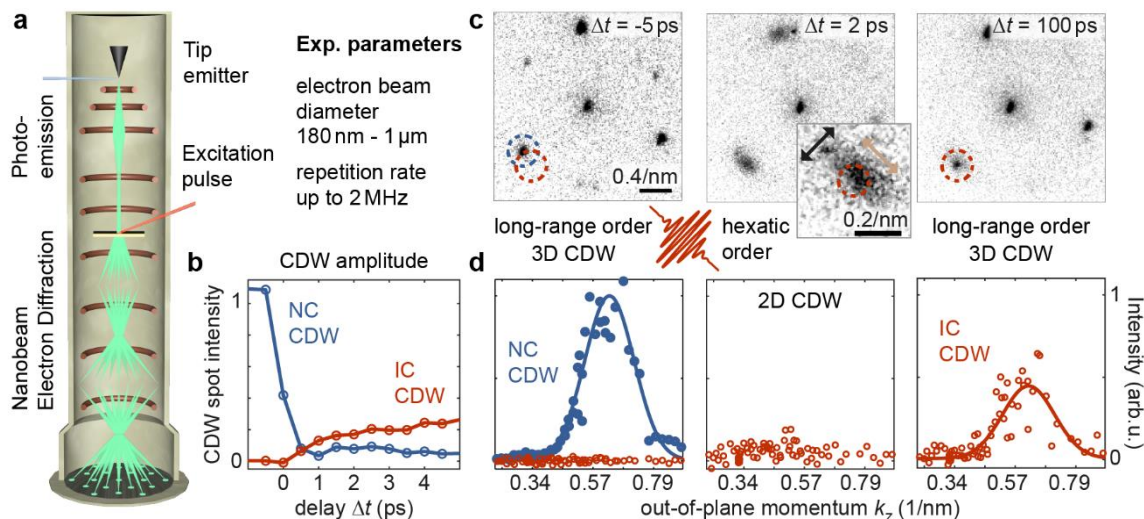 a
Tip
emitter
Photo-
emission
Excitation
pulse
Nanobeam
Electron Diffraction
Exp. parameters
electron beam
diameter
180 nm - 1 µm
repetition rate
up to 2 MHz
b
CDW amplitude
NC
CDW
IC
CDW
CDW spot intensity
1
0
0 1 2 3 4
delay Δt (ps)
c
Δt = -5 ps
0.4/nm
long-range order
3D CDW
Δt = 2 ps
0.2/nm
hexatic
order
Δt = 100 ps
long-range order
3D CDW
d
NC
CDW
0.34 0.57 0.79
2D CDW
0.34 0.57 0.79
IC
CDW
0.34 0.57 0.79
1
0
Intensity (arb.u.)
out-of-plane momentum kz (1/nm)